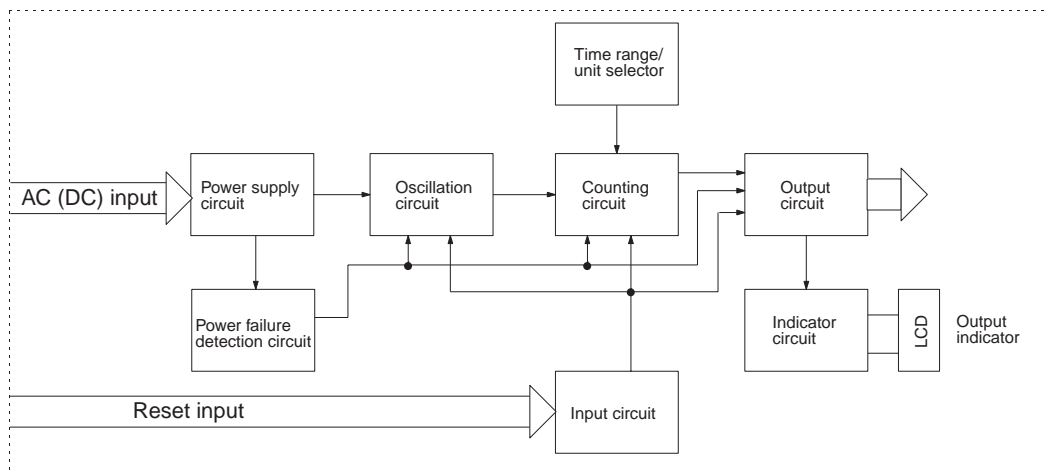 Time range/
unit selector
AC (DC) input
Power supply
circuit
Oscillation
circuit
Counting
circuit
Output
circuit
Power failure
detection circuit
Indicator
circuit
LCD
Output
indicator
Reset input
Input circuit